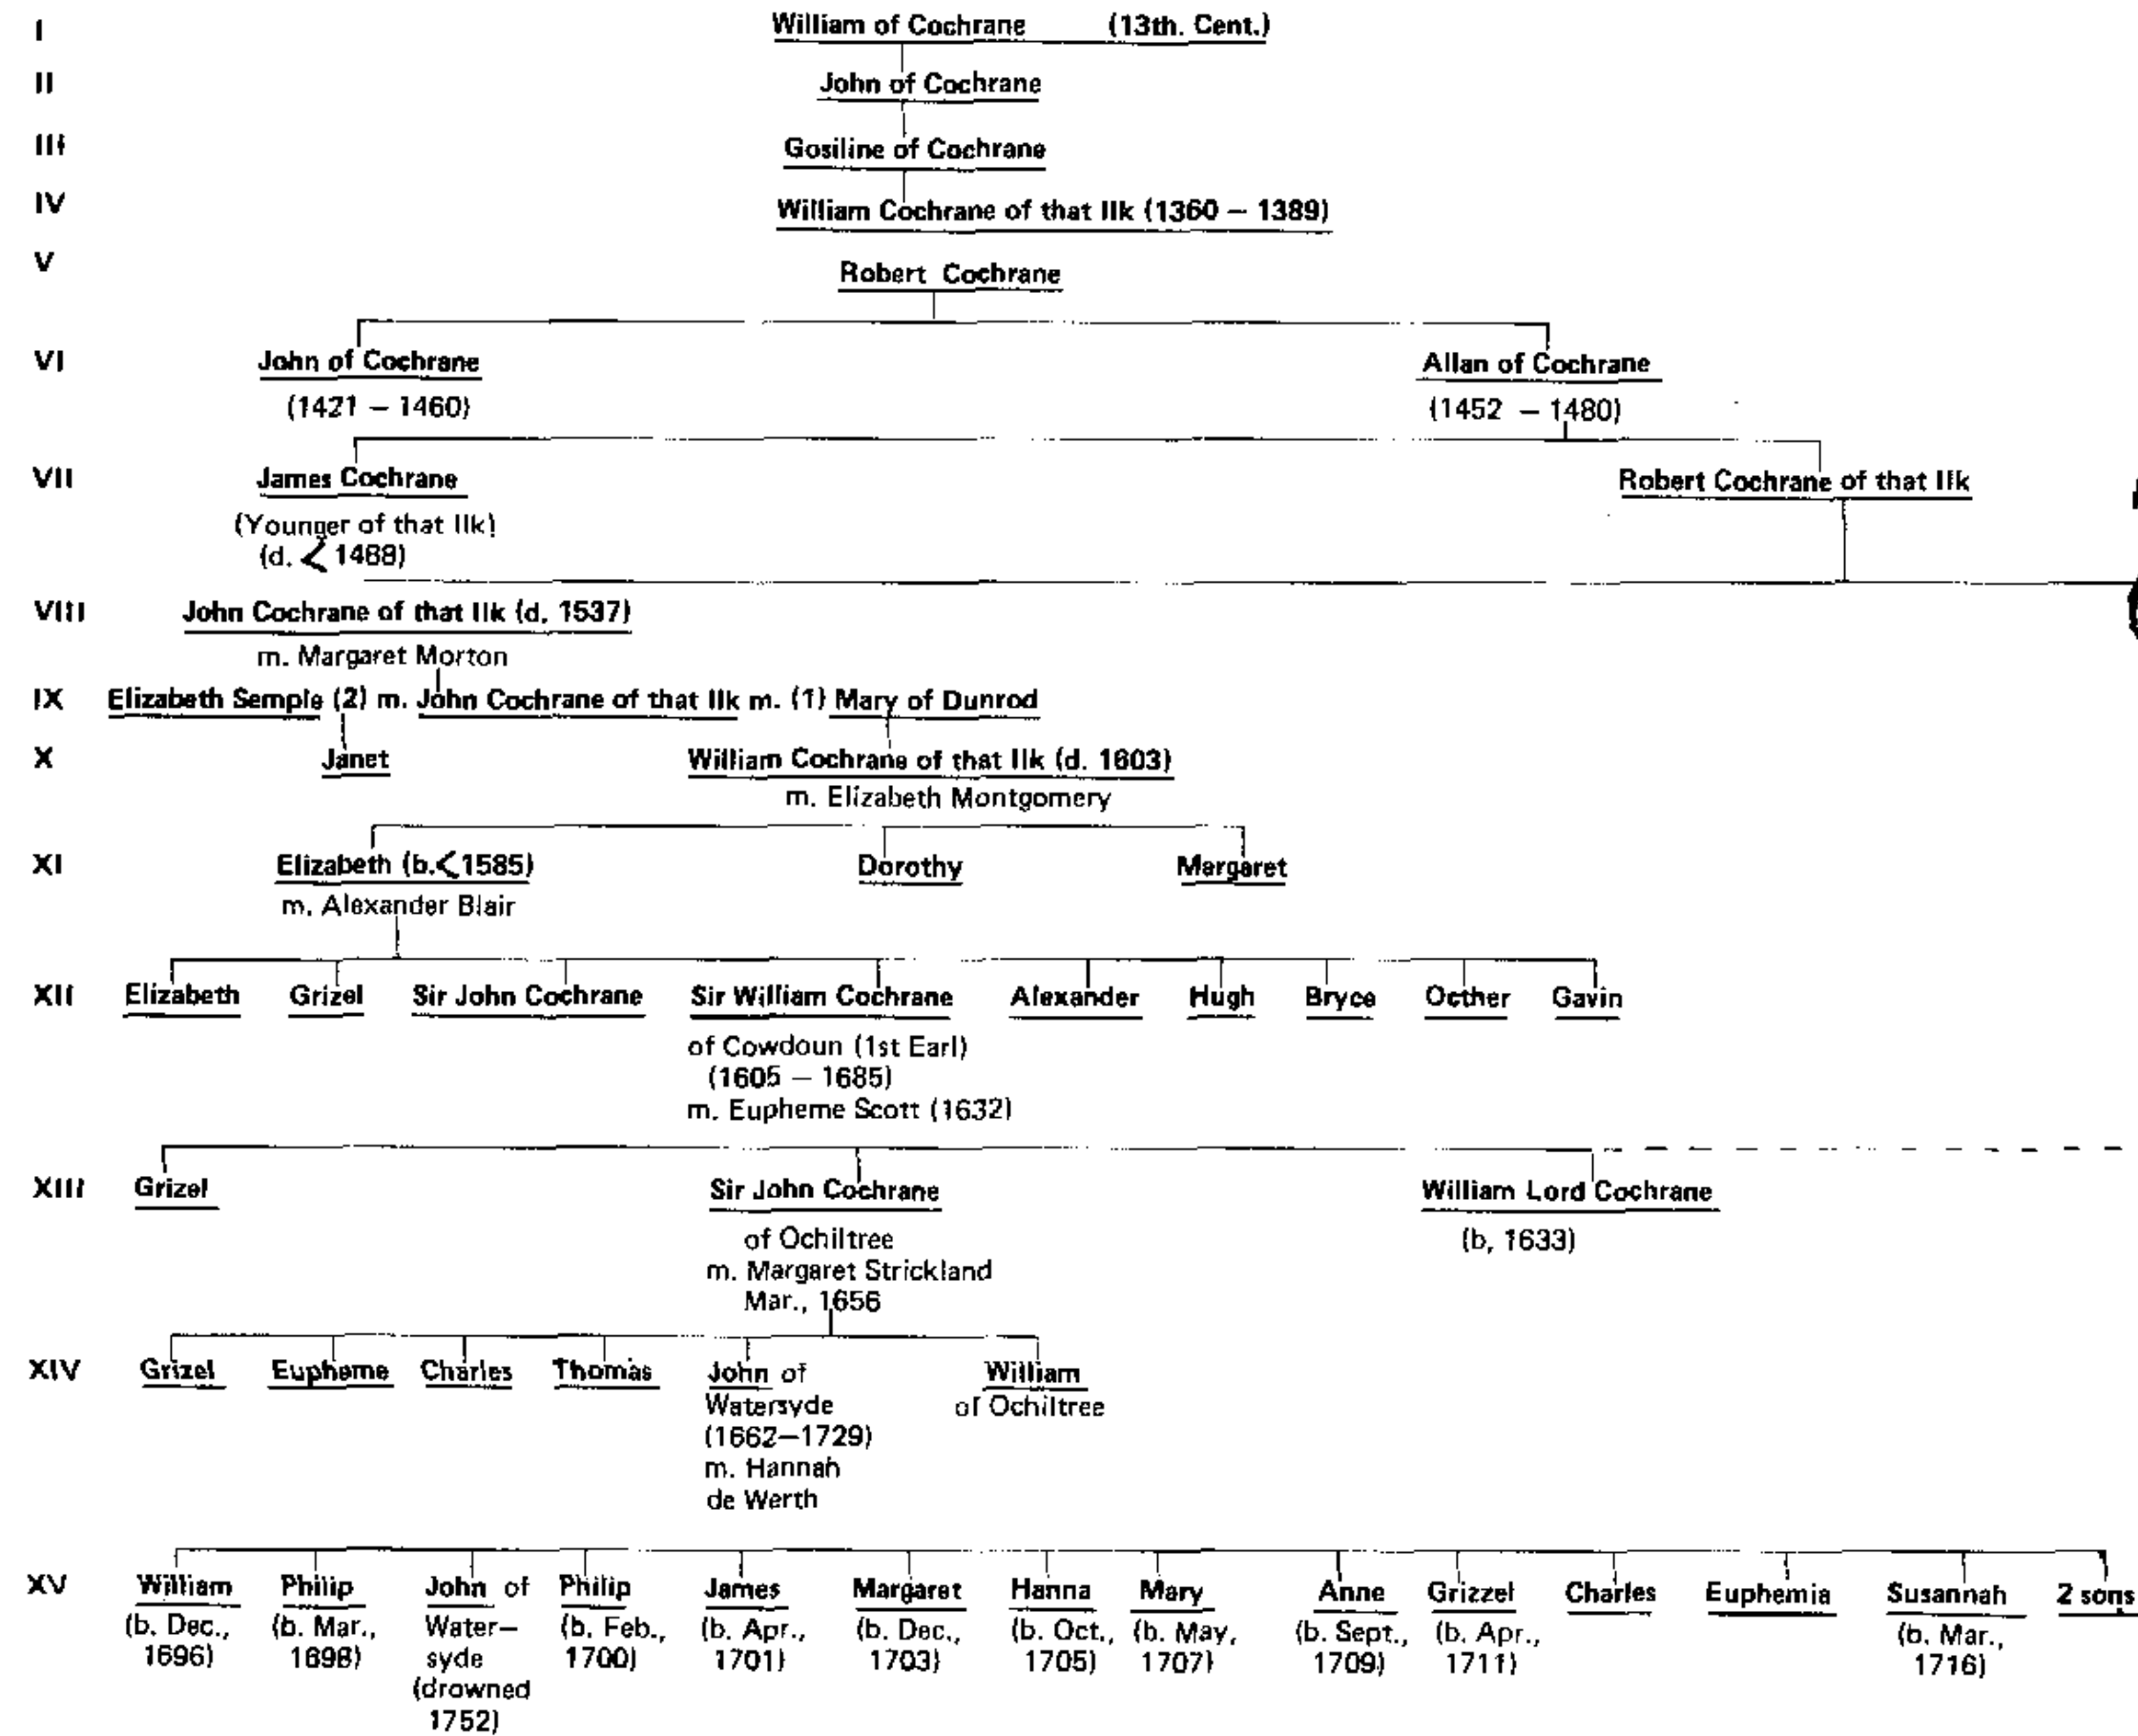 I William of Cochrane (13th. Cent.)
II John of Cochrane
III Gosiline of Cochrane
IV William Cochrane of that Ilk (1360 – 1389)
V Robert Cochrane
VI John of Cochrane Allan of Cochrane
(1421 – 1460) (1452 – 1480)
VII James Cochrane Robert Cochrane of that Ilk
(Younger of that Ilk)
(d. < 1488)
VIII John Cochrane of that Ilk (d. 1537)
m. Margaret Morton
IX Elizabeth Semple (2) m. John Cochrane of that Ilk m. (1) Mary of Dunrod
X Janet William Cochrane of that Ilk (d. 1603)
m. Elizabeth Montgomery
XI Elizabeth (b.<1585) Dorothy Margaret
m. Alexander Blair
XII Elizabeth Grizel Sir John Cochrane Sir William Cochrane Alexander Hugh Bryce Octher Gavin
of Cowdoun (1st Earl)
(1605 – 1685)
m. Eupheme Scott (1632)
XIII Grizel Sir John Cochrane William Lord Cochrane
of Ochiltree (b, 1633)
m. Margaret Strickland
Mar., 1656
XIV Grizel Eupheme Charles Thomas John of William
Watersyde of Ochiltree
(1662–1729)
m. Hannah
de Werth
XV William Philip John of Philip James Margaret Hanna Mary Anne Grizzel Charles Euphemia Susannah 2 sons
(b. Dec., (b. Mar., Water– (b. Feb., (b. Apr., (b. Dec., (b. Oct., (b. May, (b. Sept., (b. Apr., (b. Mar.,
1696) 1698) syde 1700) 1701) 1703) 1705) 1707) 1709) 1711) 1716)
(drowned
1752)